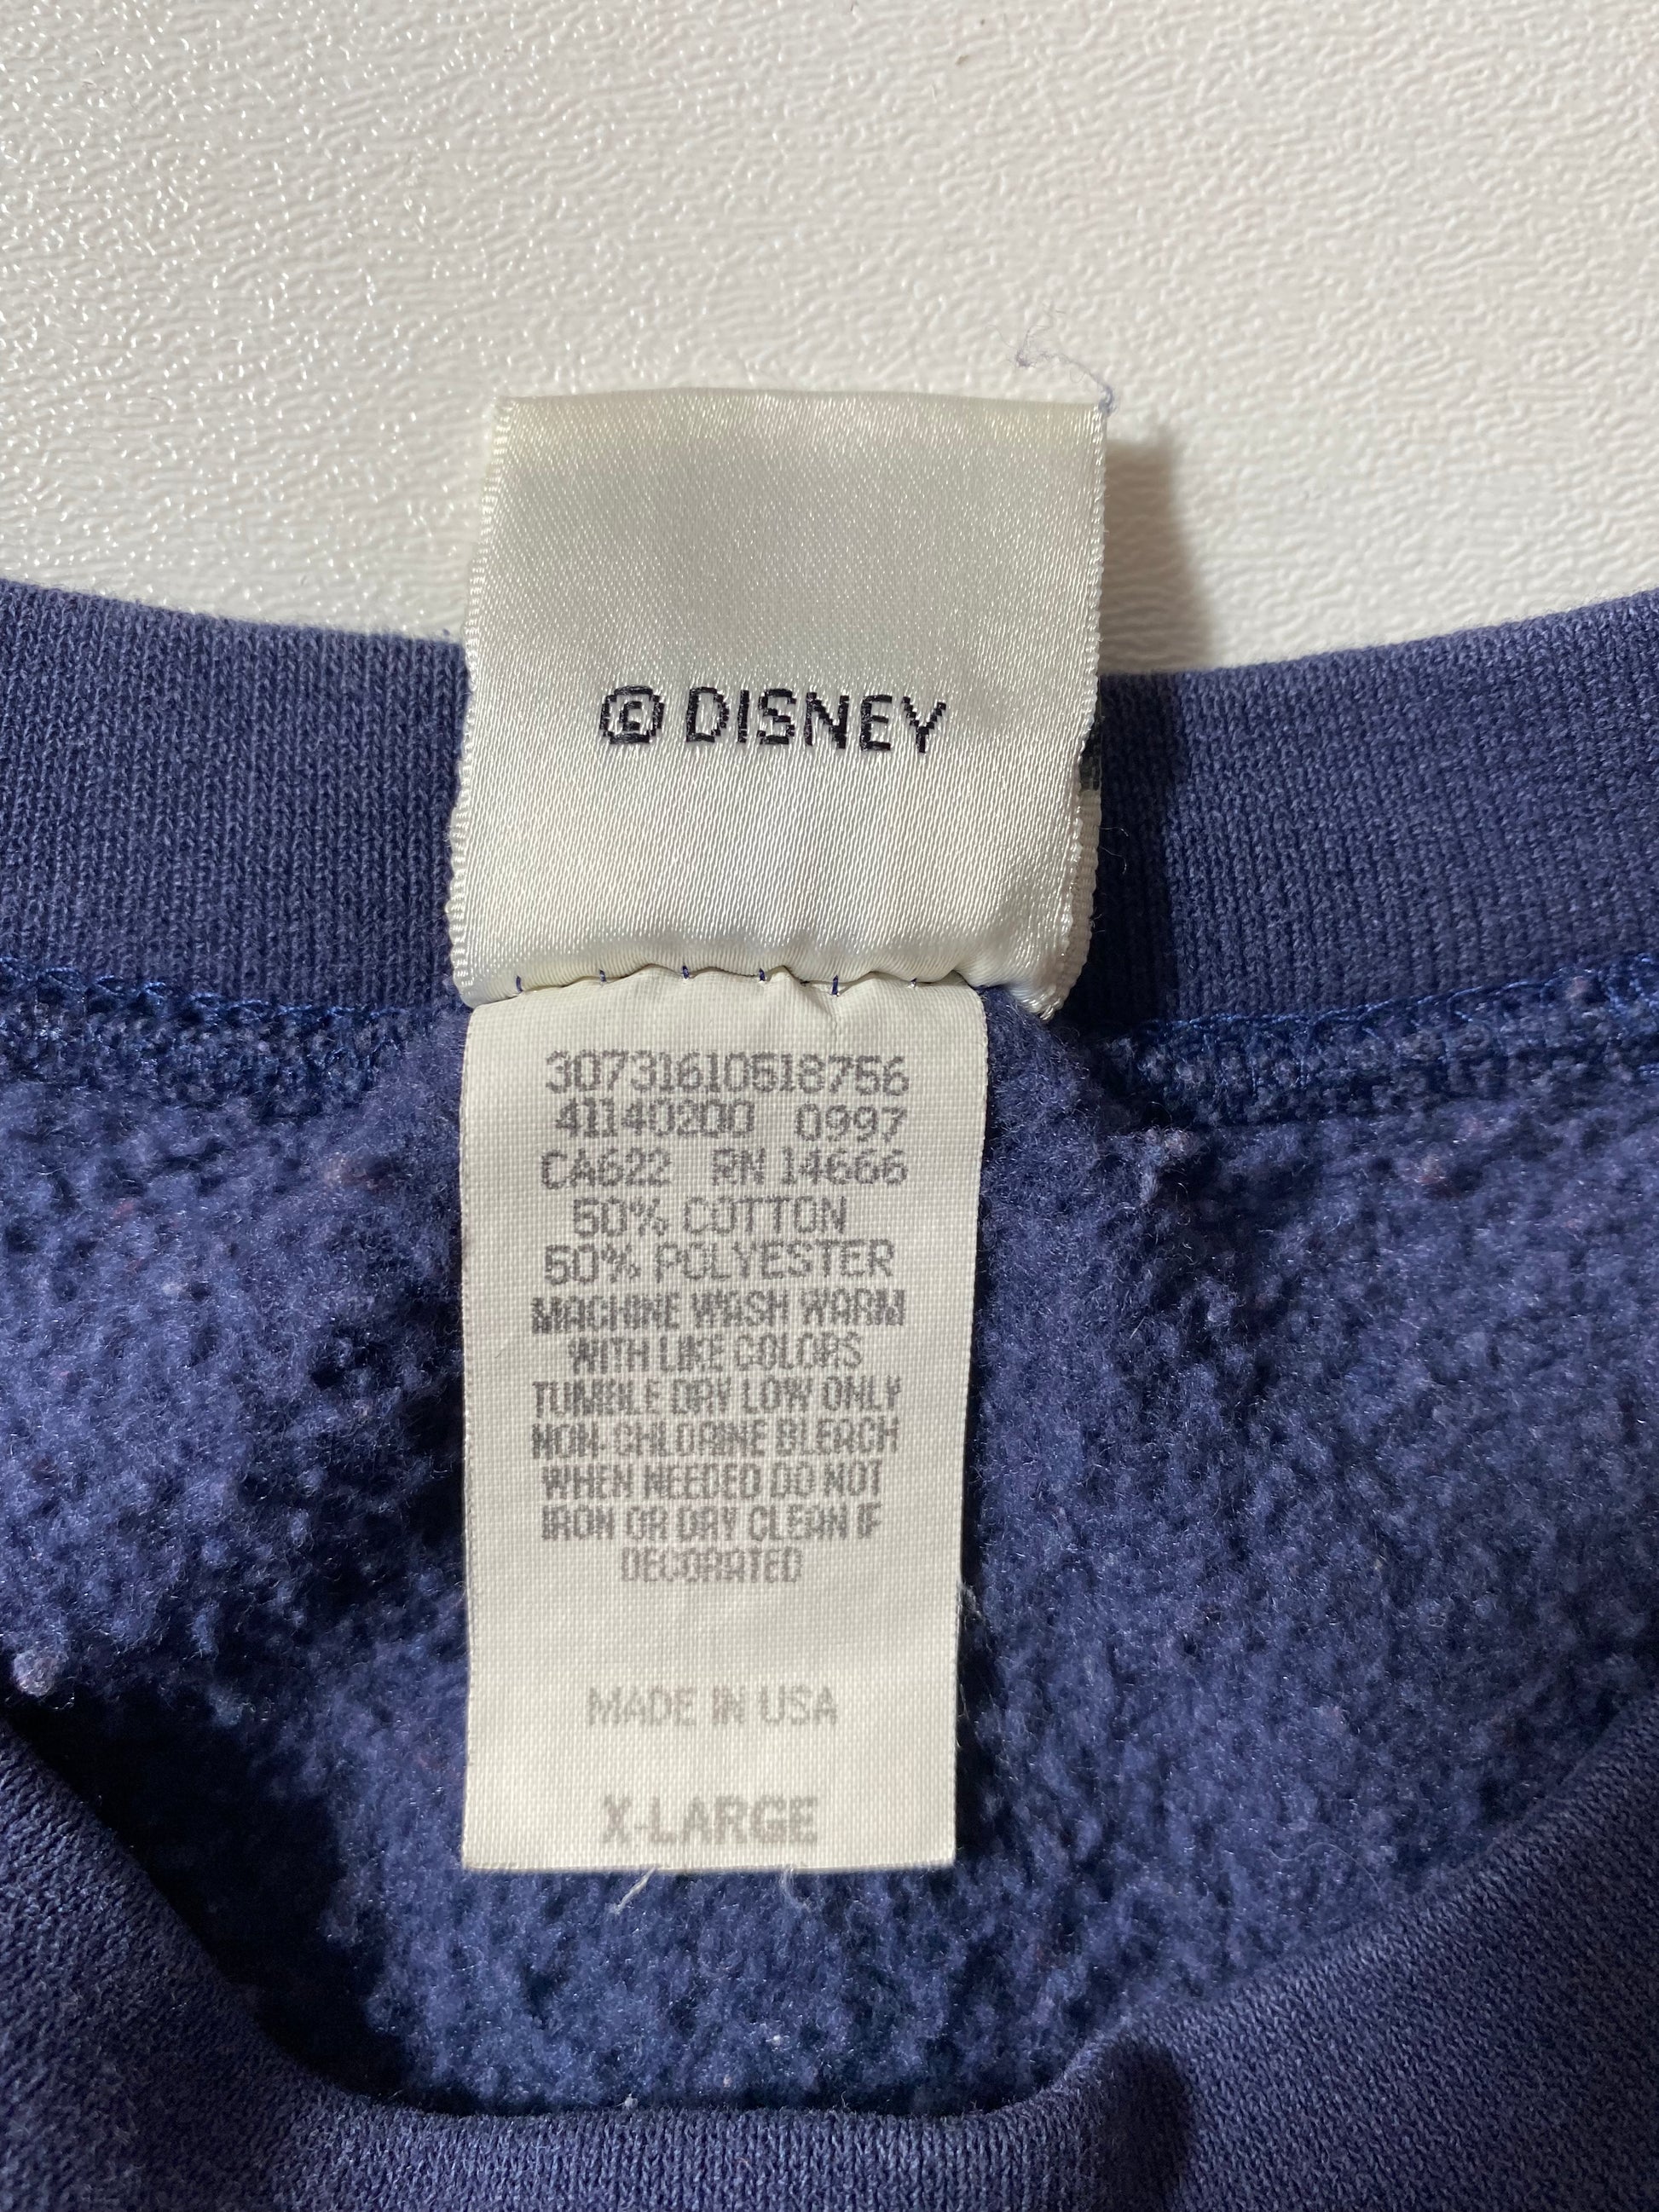 © DISNEY
30731610518756
41140200 0997
CA622 RN 14666
50% COTTON
50% POLYESTER
MACHINE WASH WARM
WITH LIKE COLORS
TUMBLE DRY LOW ONLY
NON-CHLORINE BLEACH
WHEN NEEDED DO NOT
IRON OR DRY CLEAN IF
DECORATED
MADE IN USA
X-LARGE